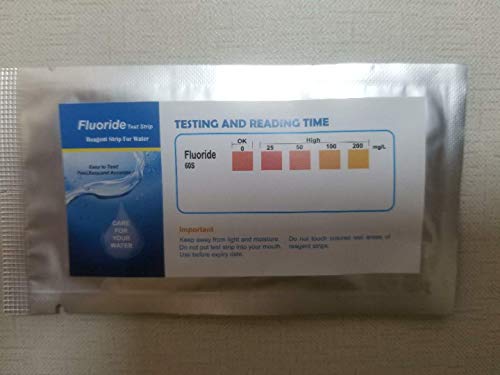 Fluoride Test Strip
Reagent Strip For Water
Easy to Test!
Fast, Easy and Accurate
CARE
FOR
YOUR
WATER
TESTING AND READING TIME
OK High
Fluoride 0 25 50 100 200 mg/L
60S
Important
Keep away from light and moisture.
Do not put test strip into your mouth.
Use before expiry date.
Do not touch colored test areas of
reagent strips.